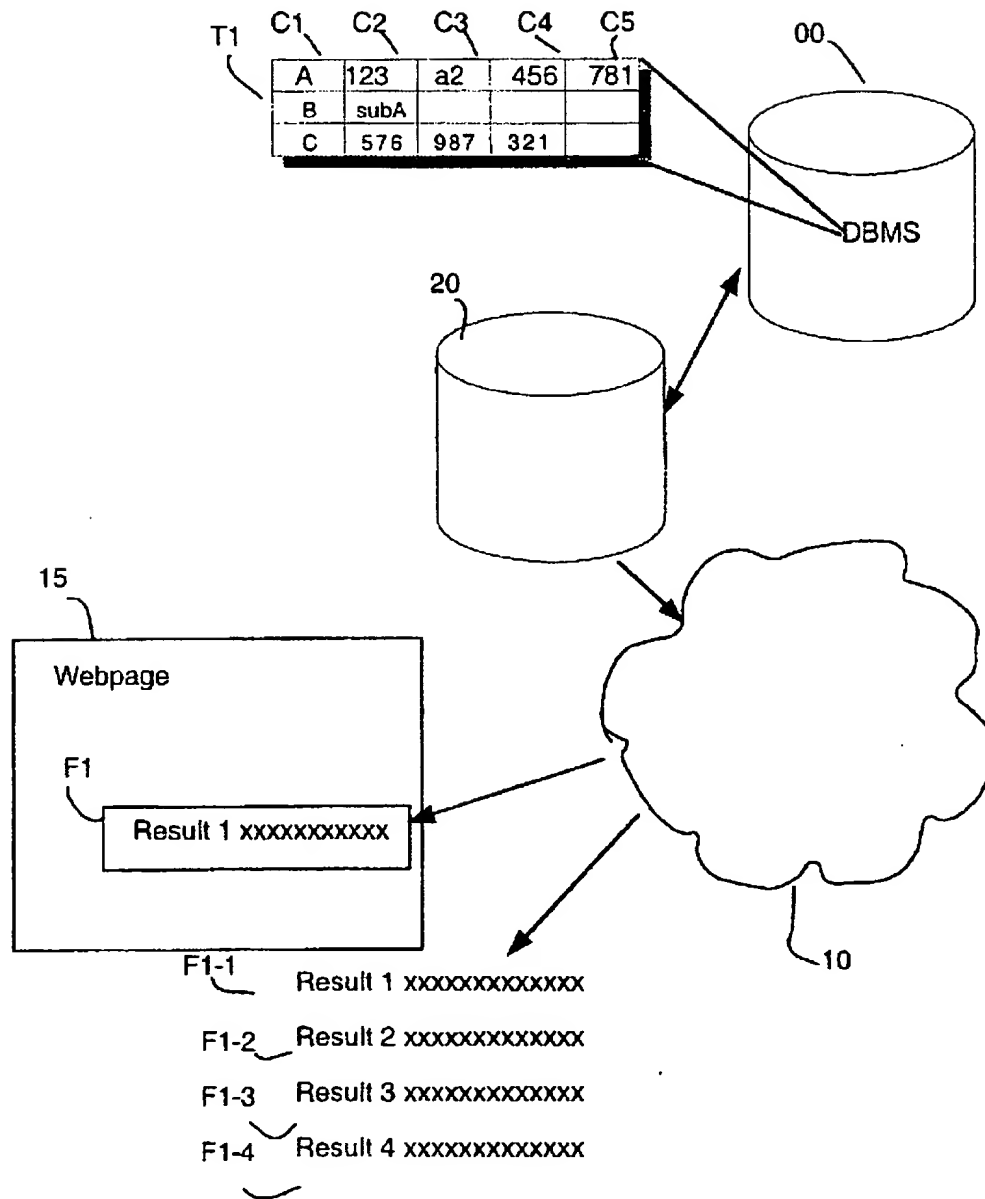 T1 C1 C2 C3 C4 C5
00
A 123 a2 456 781
B subA
C 576 987 321
DBMS
20
15
Webpage
F1
Result 1 xxxxxxxxxxx
10
F1-1 Result 1 xxxxxxxxxxxxx
F1-2 Result 2 xxxxxxxxxxxxx
F1-3 Result 3 xxxxxxxxxxxxx
F1-4 Result 4 xxxxxxxxxxxxx